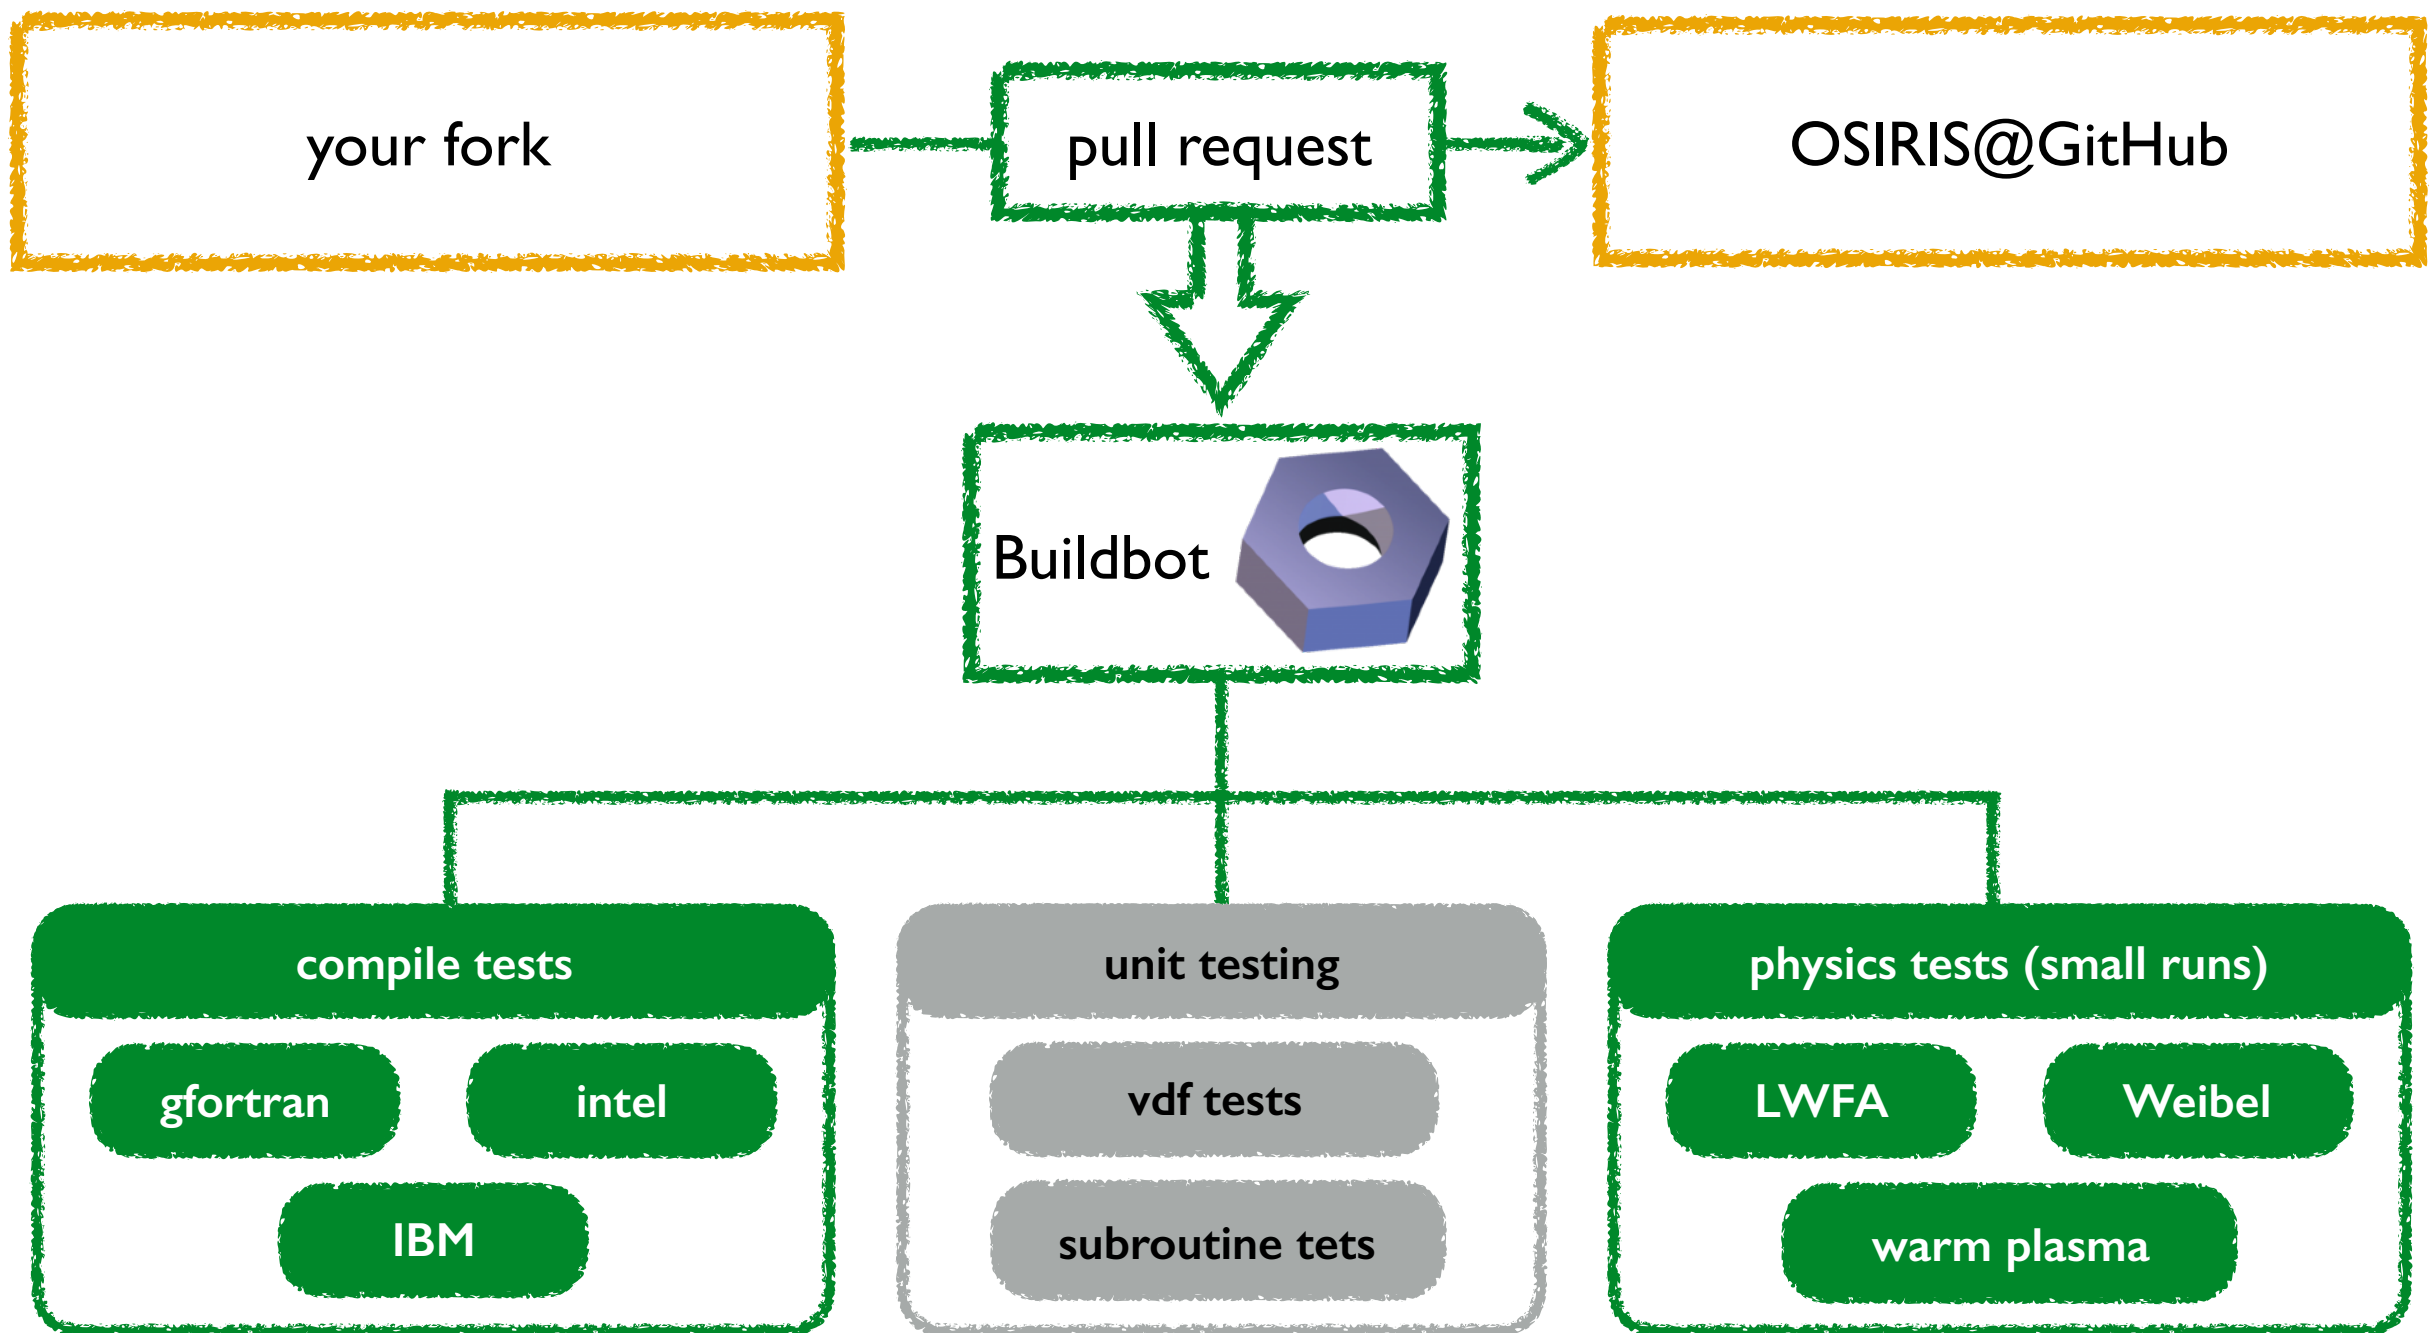 your fork
pull request
OSIRIS@GitHub
Buildbot
compile tests
gfortran
intel
IBM
unit testing
vdf tests
subroutine tets
physics tests (small runs)
LWFA
Weibel
warm plasma